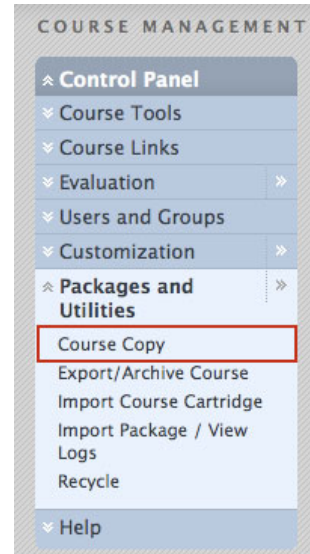 COURSE MANAGEMENT
Control Panel
Course Tools
Course Links
Evaluation
Users and Groups
Customization
Packages and
Utilities
Course Copy
Export/Archive Course
Import Course Cartridge
Import Package / View
Logs
Recycle
Help